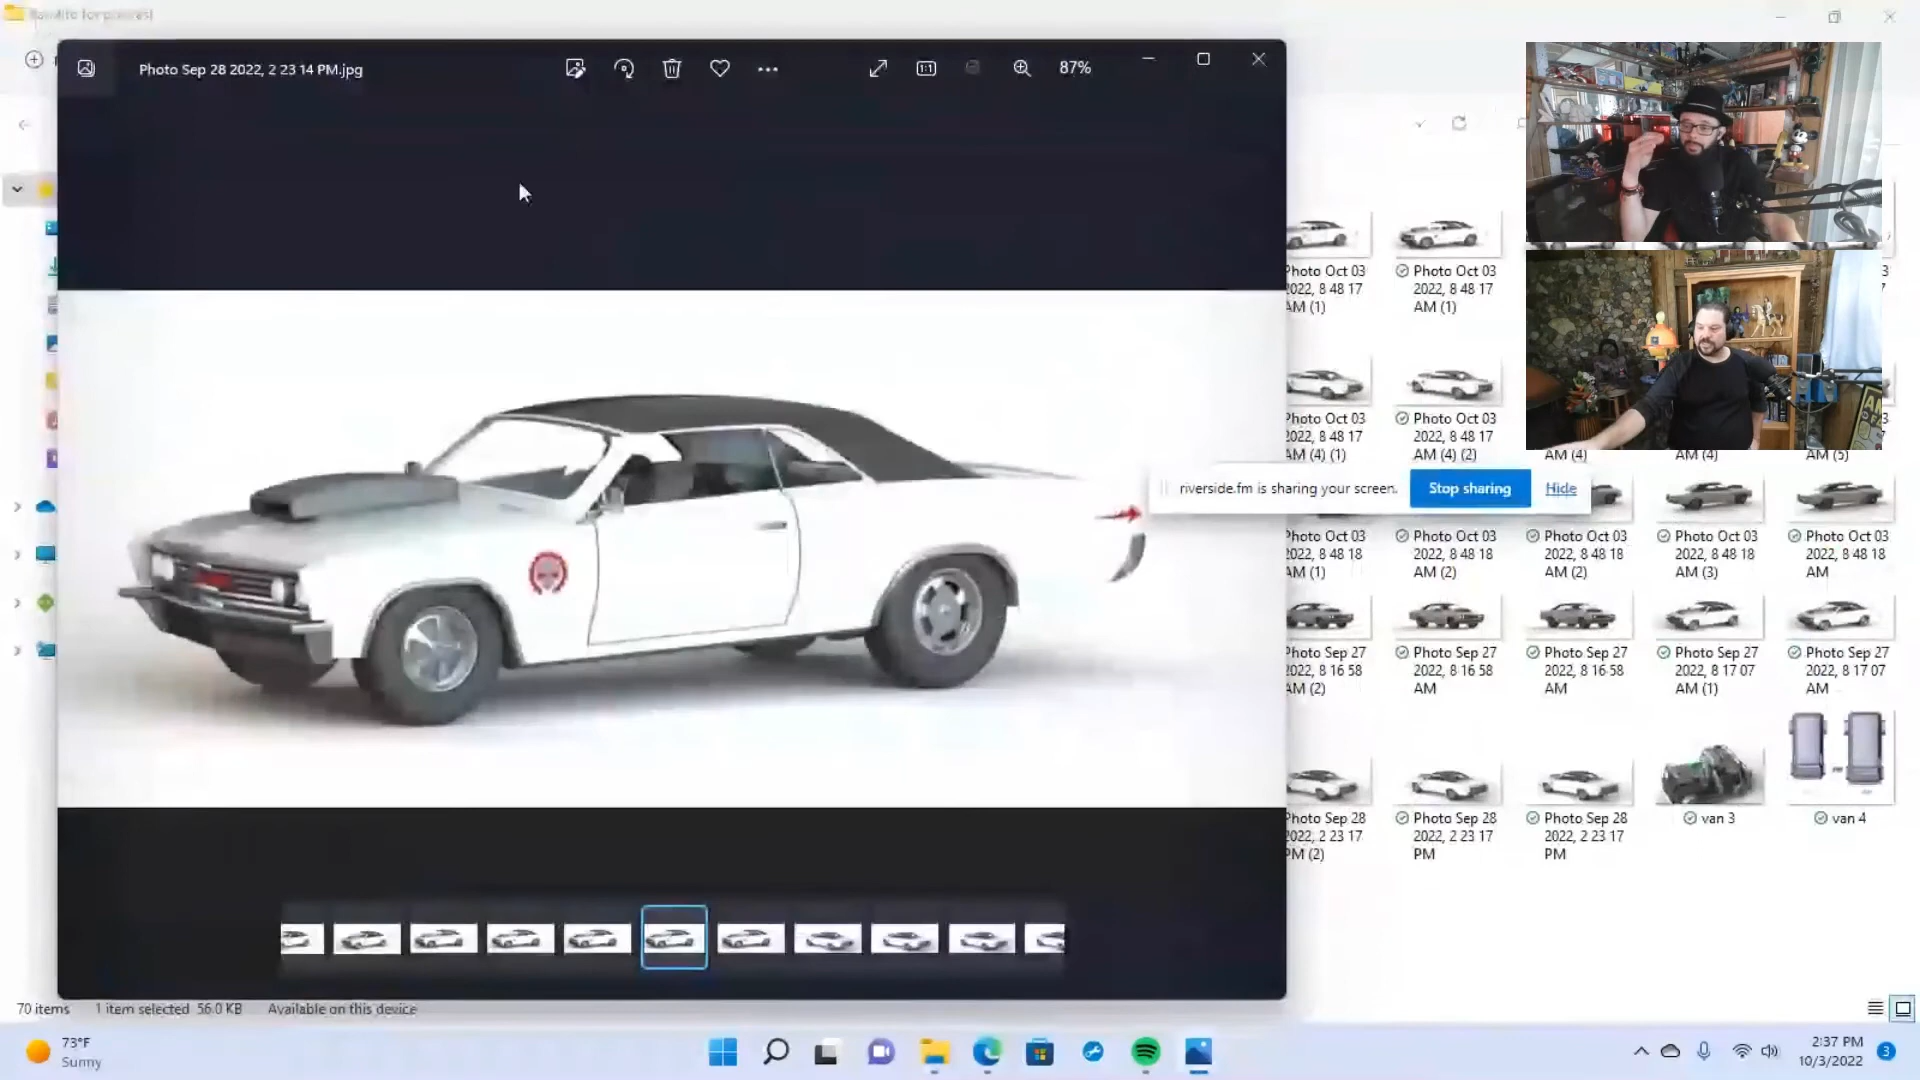 Photo Sep 28 2022, 2 23 14 PM.jpg
87%
Photo Oct 03
2022, 8 48 17
AM (1)
Photo Oct 03
2022, 8 48 17
AM (1)
Photo Oct 03
2022, 8 48 17
AM (4) (1)
Photo Oct 03
2022, 8 48 17
AM (4) (2)
AM (4)
AM (4)
AM (5)
riverside.fm is sharing your screen.
Stop sharing
Hide
Photo Oct 03
2022, 8 48 18
AM (1)
Photo Oct 03
2022, 8 48 18
AM (2)
Photo Oct 03
2022, 8 48 18
AM (2)
Photo Oct 03
2022, 8 48 18
AM (3)
Photo Oct 03
2022, 8 48 18
AM
Photo Sep 27
2022, 8 16 58
AM (2)
Photo Sep 27
2022, 8 16 58
AM
Photo Sep 27
2022, 8 16 58
AM
Photo Sep 27
2022, 8 17 07
AM (1)
Photo Sep 27
2022, 8 17 07
AM
Photo Sep 28
2022, 2 23 17
PM (2)
Photo Sep 28
2022, 2 23 17
PM
Photo Sep 28
2022, 2 23 17
PM
van 3
van 4
70 items
1 item selected 56.0 KB
Available on this device
73°F
Sunny
2:37 PM
10/3/2022
3